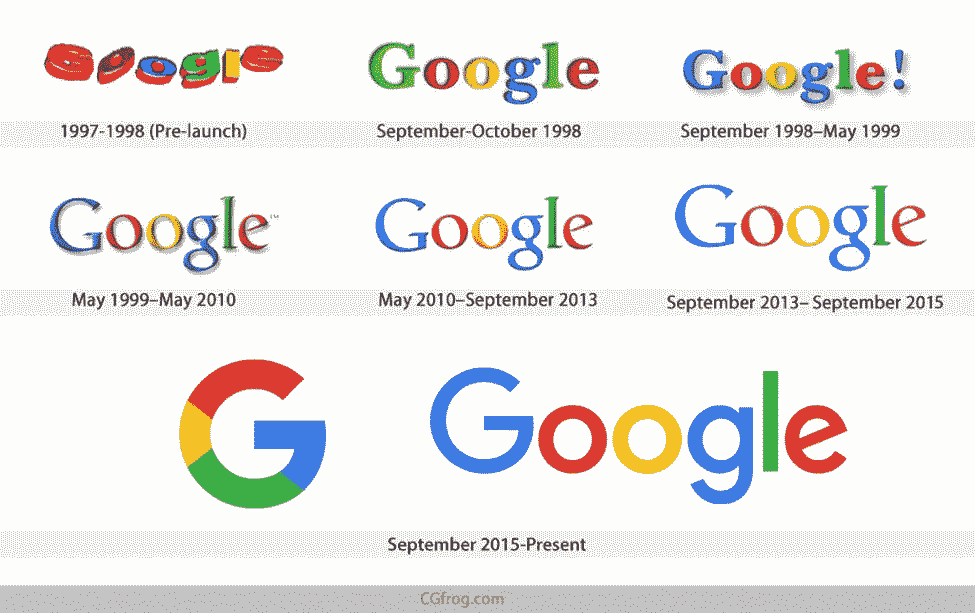 Google
Google
Google!
1997-1998 (Pre-launch)
September-October 1998
September 1998–May 1999
Google™
Google
Google
May 1999–May 2010
May 2010–September 2013
September 2013– September 2015
G
Google
September 2015-Present
CGfrog.com